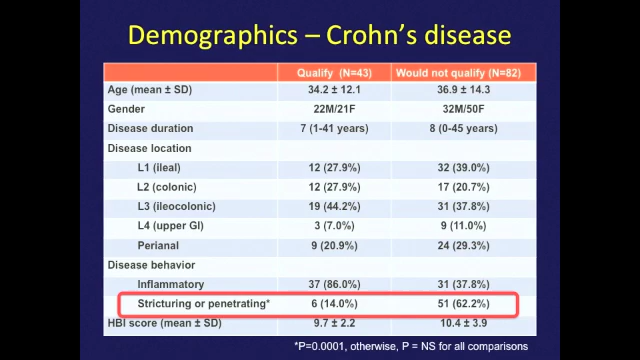 Demographics – Crohn's disease
Qualify (N=43) Would not qualify (N=82)
Age (mean ± SD) 34.2 ± 12.1 36.9 ± 14.3
Gender 22M/21F 32M/50F
Disease duration 7 (1-41 years) 8 (0-45 years)
Disease location
L1 (ileal) 12 (27.9%) 32 (39.0%)
L2 (colonic) 12 (27.9%) 17 (20.7%)
L3 (ileocolonic) 19 (44.2%) 31 (37.8%)
L4 (upper GI) 3 (7.0%) 9 (11.0%)
Perianal 9 (20.9%) 24 (29.3%)
Disease behavior
Inflammatory 37 (86.0%) 31 (37.8%)
Stricturing or penetrating* 6 (14.0%) 51 (62.2%)
HBI score (mean ± SD) 9.7 ± 2.2 10.4 ± 3.9
*P=0.0001, otherwise, P = NS for all comparisons